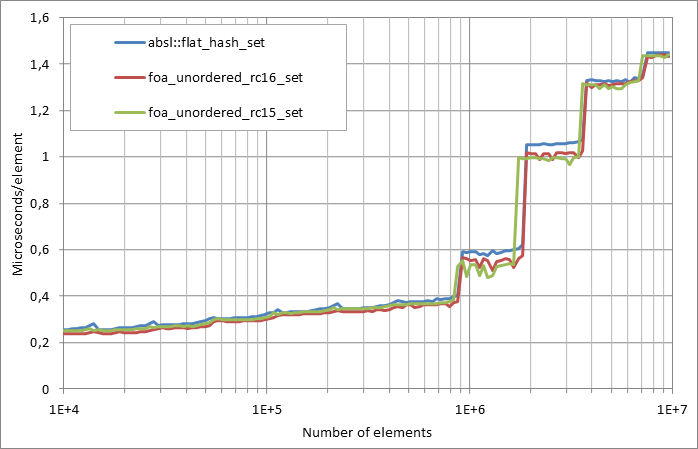 1,6
1,4
1,2
1
0,8
0,6
0,4
0,2
0
Microseconds/element
absl::flat_hash_set
foa_unordered_rc16_set
foa_unordered_rc15_set
1E+4
1E+5
1E+6
1E+7
Number of elements